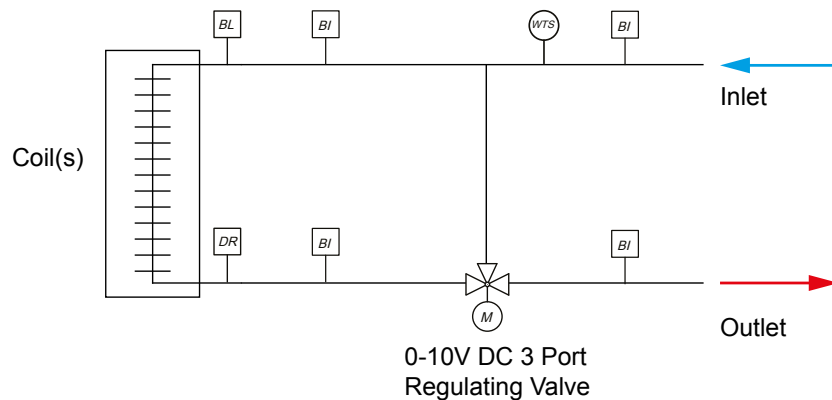 BL
BI
WTS
BI
Inlet
Coil(s)
DR
BI
BI
M
Outlet
0-10V DC 3 Port
Regulating Valve